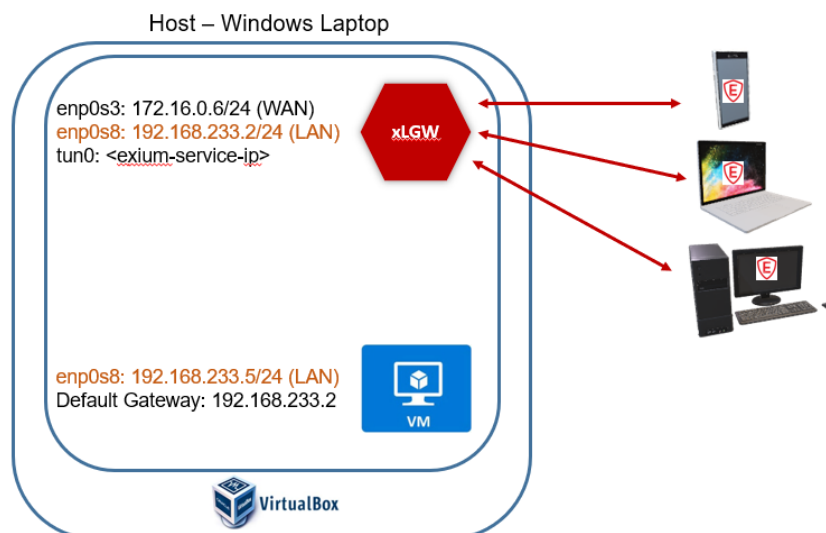 Host – Windows Laptop
enp0s3: 172.16.0.6/24 (WAN)
enp0s8: 192.168.233.2/24 (LAN)
tun0: <exium-service-ip>
xLGW
E
E
E
enp0s8: 192.168.233.5/24 (LAN)
Default Gateway: 192.168.233.2
VM
VirtualBox